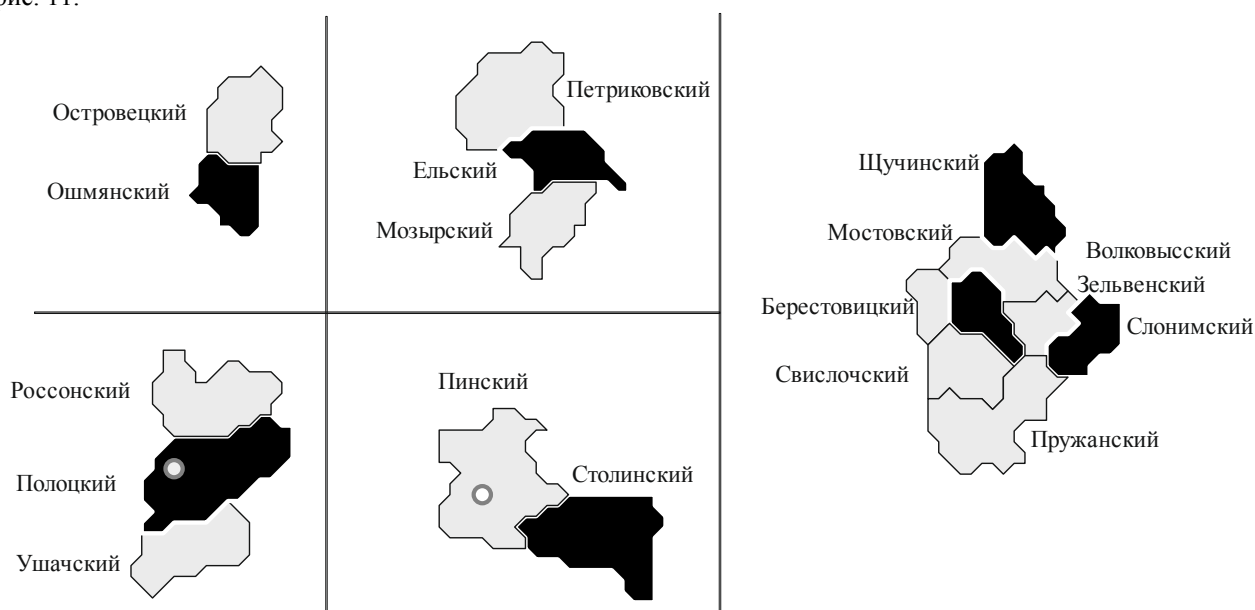 рис. 11.
Островецкий
Ошмянский
Петриковский
Ельский
Мозырский
Щучинский
Мостовский
Волковысский
Зельвенский
Берестовицкий
Слонимский
Свислочский
Пружанский
Россонский
Полоцкий
Ушачский
Пинский
Столинский